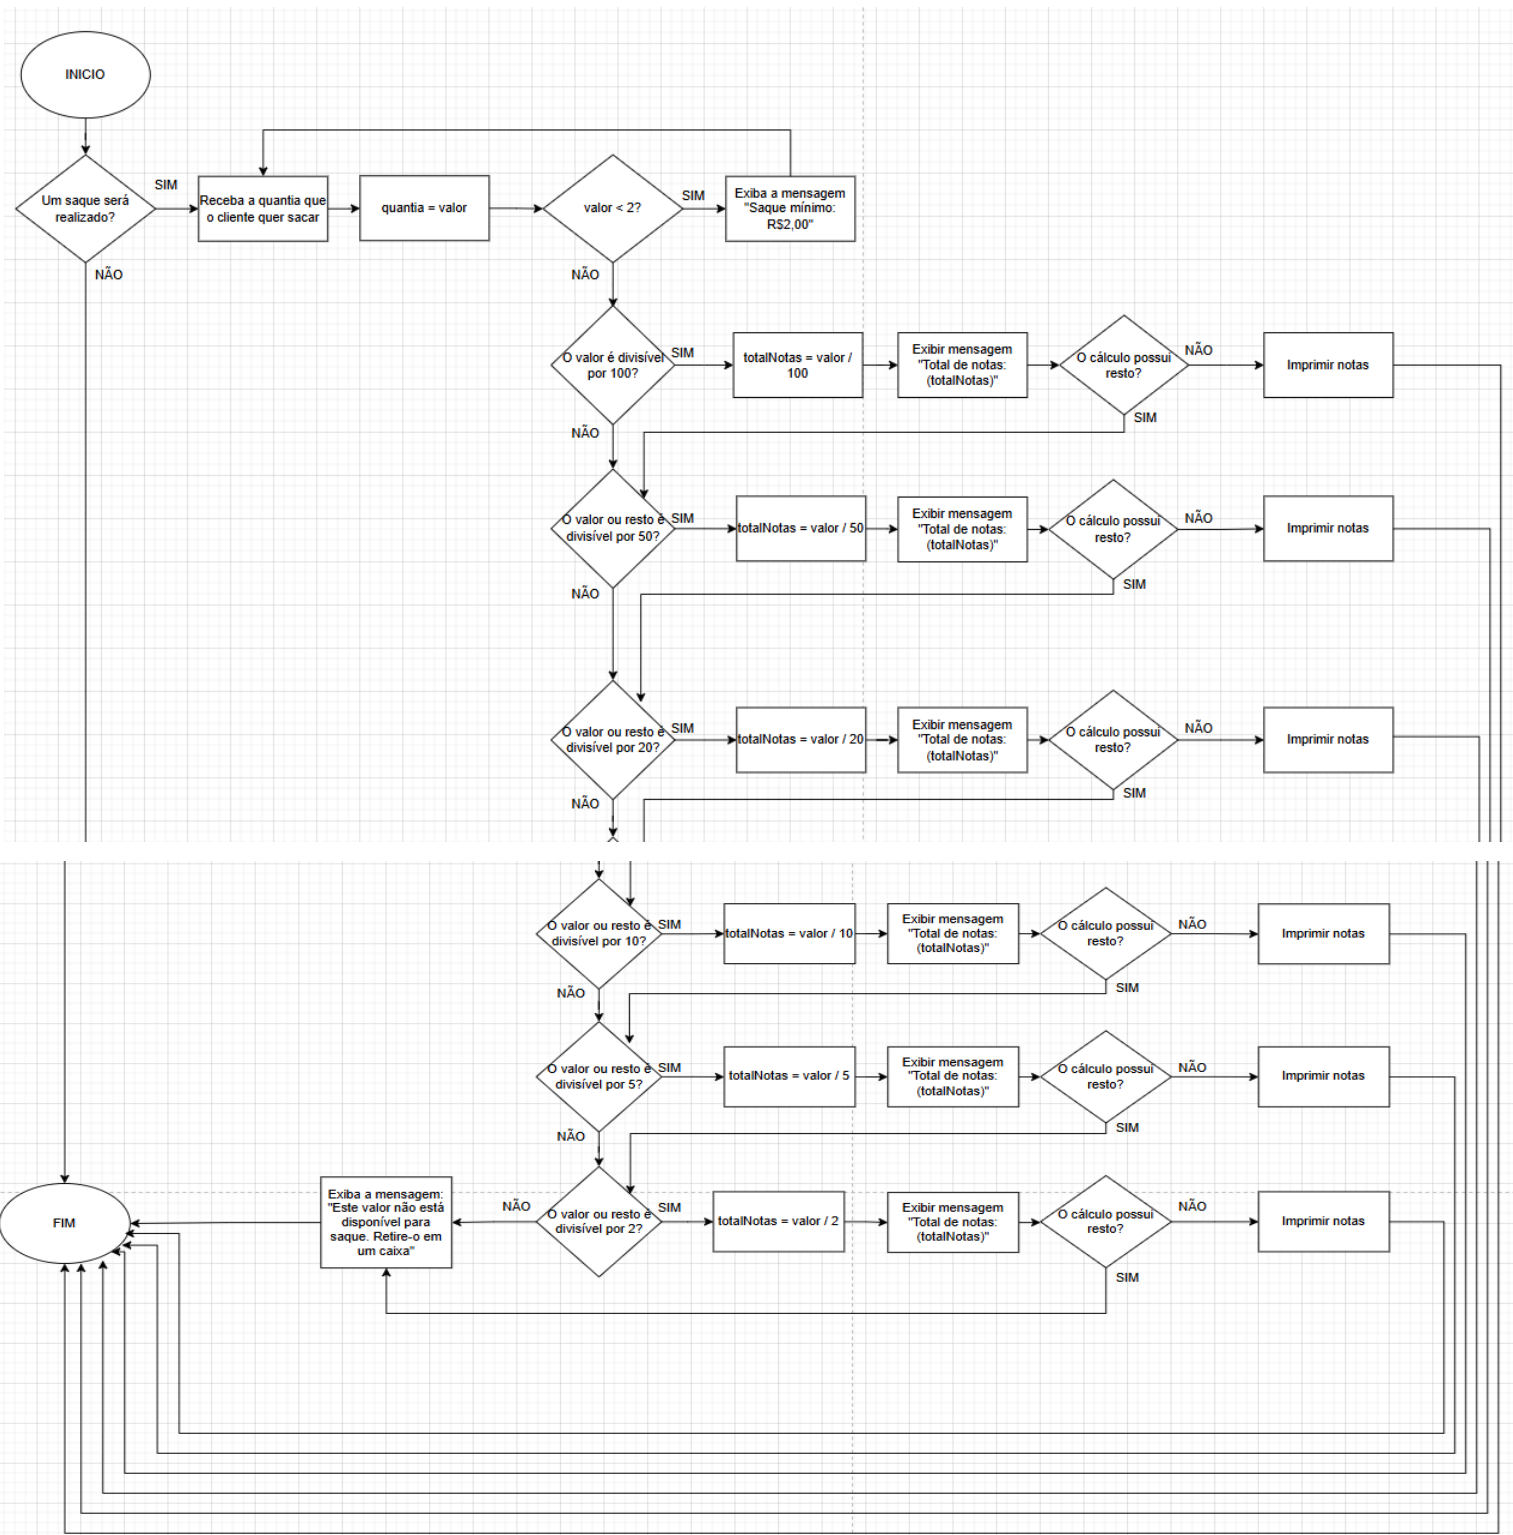 INICIO
Um saque será
realizado?
SIM
NÃO
Receba a quantia que
o cliente quer sacar
quantia = valor
valor < 2?
SIM
NÃO
Exiba a mensagem
"Saque mínimo:
R$2,00"
O valor é divisível
por 100?
SIM
NÃO
totalNotas = valor /
100
Exibir mensagem
"Total de notas:
(totalNotas)"
O cálculo possui
resto?
NÃO
SIM
Imprimir notas
O valor ou resto é
divisível por 50?
SIM
NÃO
totalNotas = valor / 50
Exibir mensagem
"Total de notas:
(totalNotas)"
O cálculo possui
resto?
NÃO
SIM
Imprimir notas
O valor ou resto é
divisível por 20?
SIM
NÃO
totalNotas = valor / 20
Exibir mensagem
"Total de notas:
(totalNotas)"
O cálculo possui
resto?
NÃO
SIM
Imprimir notas
O valor ou resto é
divisível por 10?
SIM
NÃO
totalNotas = valor / 10
Exibir mensagem
"Total de notas:
(totalNotas)"
O cálculo possui
resto?
NÃO
SIM
Imprimir notas
O valor ou resto é
divisível por 5?
SIM
NÃO
totalNotas = valor / 5
Exibir mensagem
"Total de notas:
(totalNotas)"
O cálculo possui
resto?
NÃO
SIM
Imprimir notas
O valor ou resto é
divisível por 2?
SIM
NÃO
totalNotas = valor / 2
Exibir mensagem
"Total de notas:
(totalNotas)"
O cálculo possui
resto?
NÃO
SIM
Imprimir notas
Exiba a mensagem:
"Este valor não está
disponível para
saque. Retire-o em
um caixa"
FIM